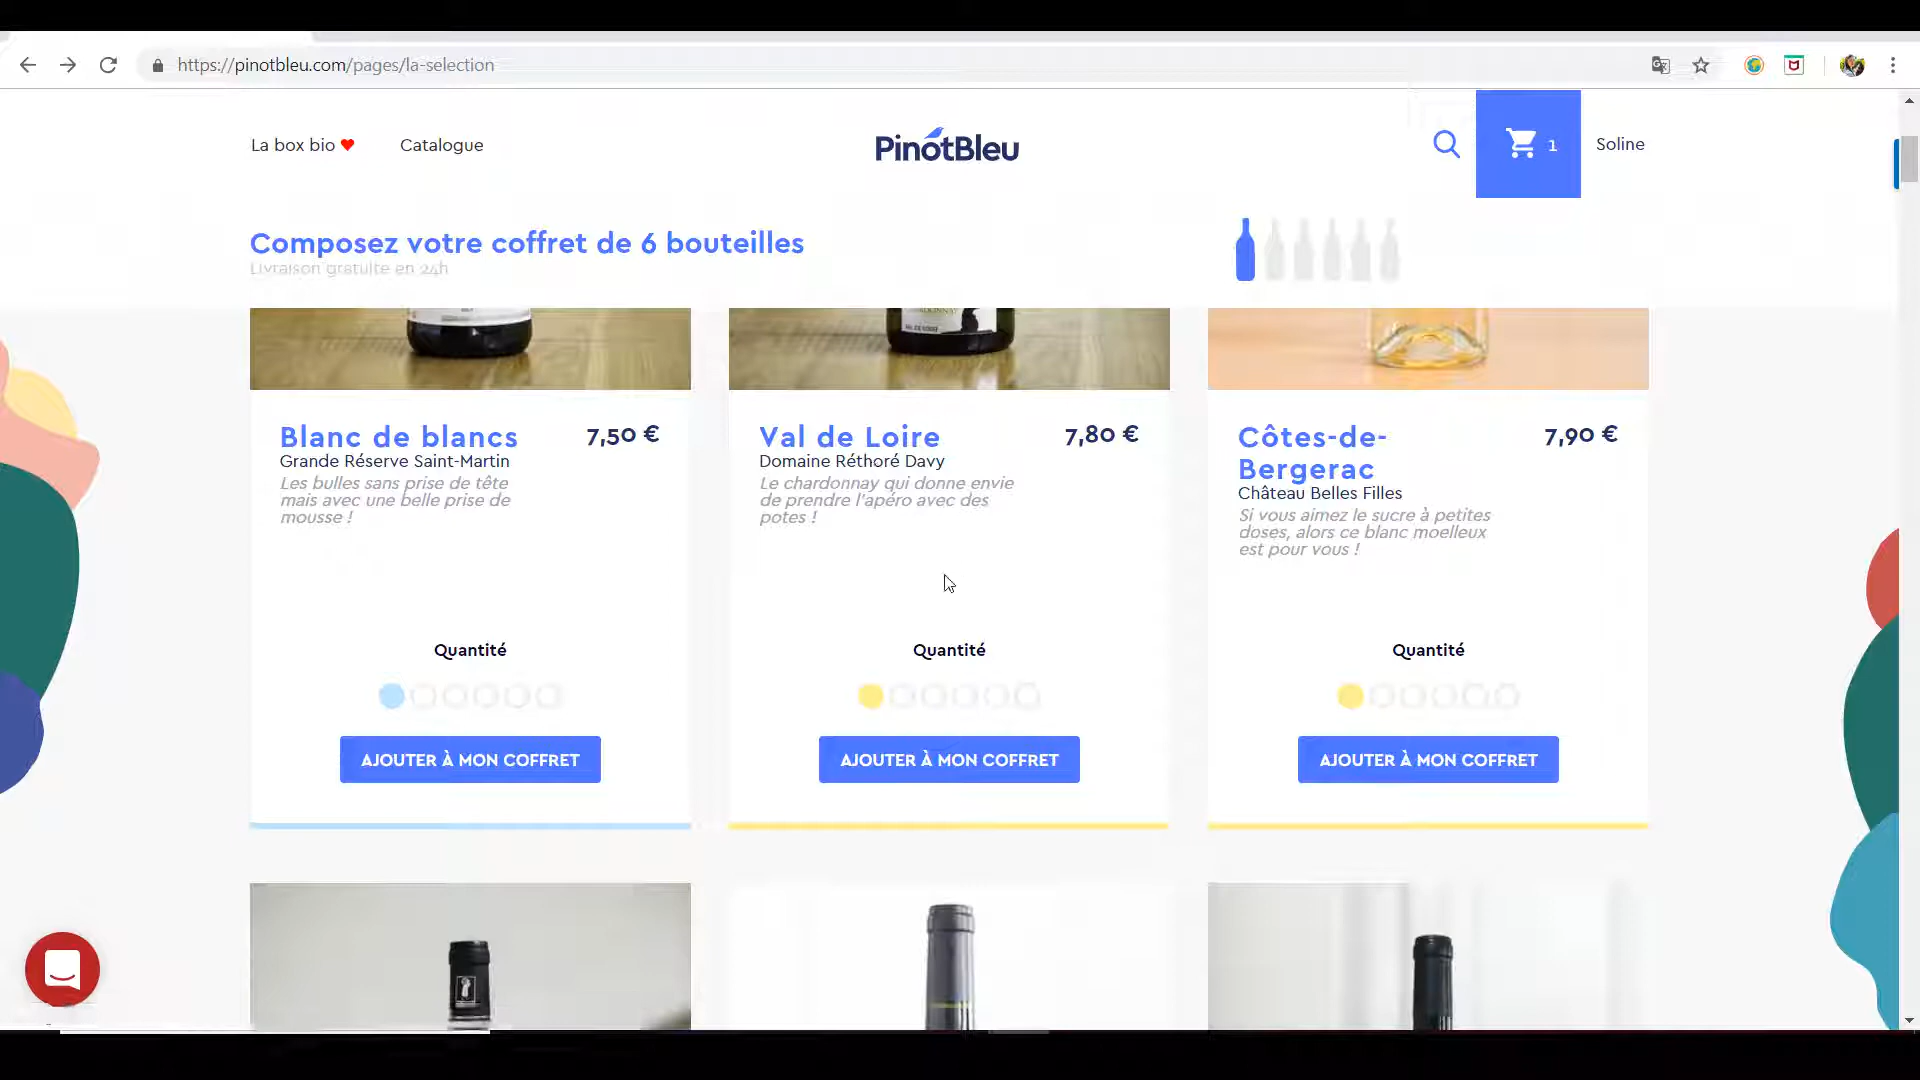 https://pinotbleu.com/pages/la-selection
La box bio ❤ Catalogue
PinotBleu
1
Soline
Composez votre coffret de 6 bouteilles
Livraison gratuite en 24h
Blanc de blancs
7,50 €
Grande Réserve Saint-Martin
Les bulles sans prise de tête
mais avec une belle prise de
mousse !
Quantité
AJOUTER À MON COFFRET
Val de Loire
7,80 €
Domaine Réthoré Davy
Le chardonnay qui donne envie
de prendre l'apéro avec des
potes !
Quantité
AJOUTER À MON COFFRET
Côtes-de-
Bergerac
7,90 €
Château Belles Filles
Si vous aimez le sucre à petites
doses, alors ce blanc moelleux
est pour vous !
Quantité
AJOUTER À MON COFFRET